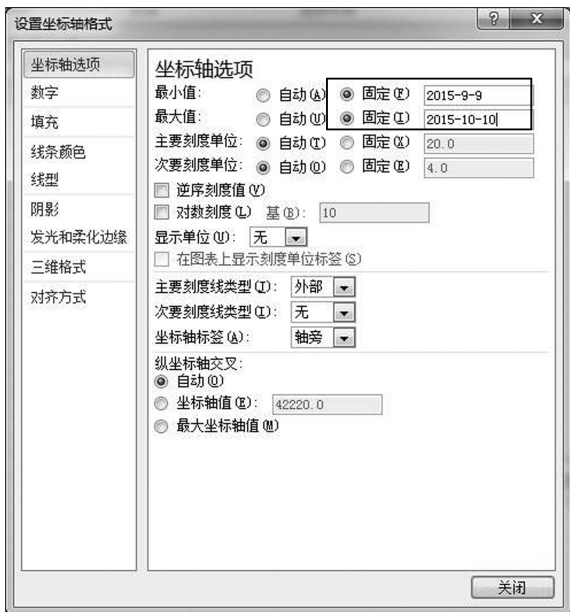 设置坐标轴格式
坐标轴选项
数字
填充
线条颜色
线型
阴影
发光和柔化边缘
三维格式
对齐方式
坐标轴选项
最小值: 自动(A) 固定(F) 2015-9-9
最大值: 自动(U) 固定(I) 2015-10-10
主要刻度单位: 自动(T) 固定(X) 20.0
次要刻度单位: 自动(O) 固定(E) 4.0
逆序刻度值(V)
对数刻度(L) 基(B): 10
显示单位(U): 无
在图表上显示刻度单位标签(S)
主要刻度线类型(J): 外部
次要刻度线类型(I): 无
坐标轴标签(A): 轴旁
纵坐标轴交叉:
自动(O)
坐标轴值(E): 42220.0
最大坐标轴值(M)
关闭